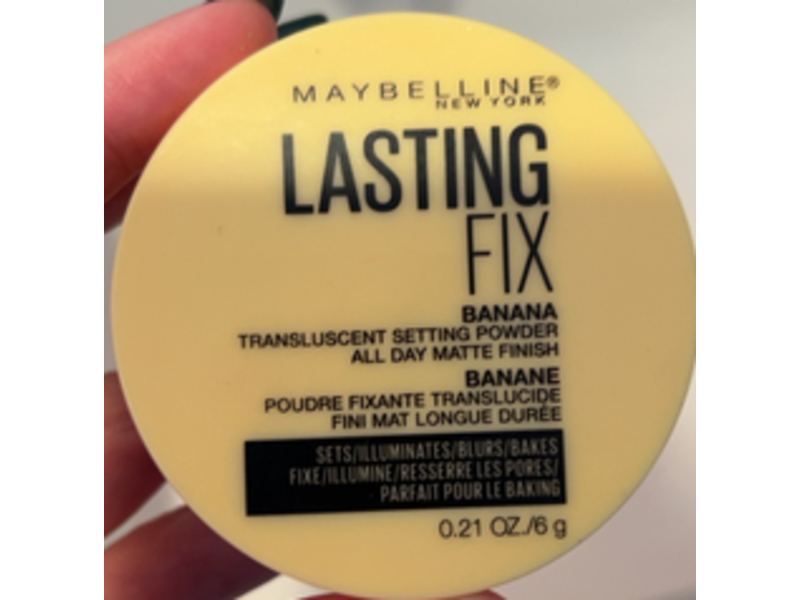 MAYBELLINE®
NEW YORK
LASTING
FIX
BANANA
TRANSLUSCENT SETTING POWDER
ALL DAY MATTE FINISH
BANANE
POUDRE FIXANTE TRANSLUCIDE
FINI MAT LONGUE DURÉE
SETS/ILLUMINATES/BLURS/BAKES
FIXE/ILLUMINE/RESSERRE LES PORES/
PARFAIT POUR LE BAKING
0.21 OZ./6 g